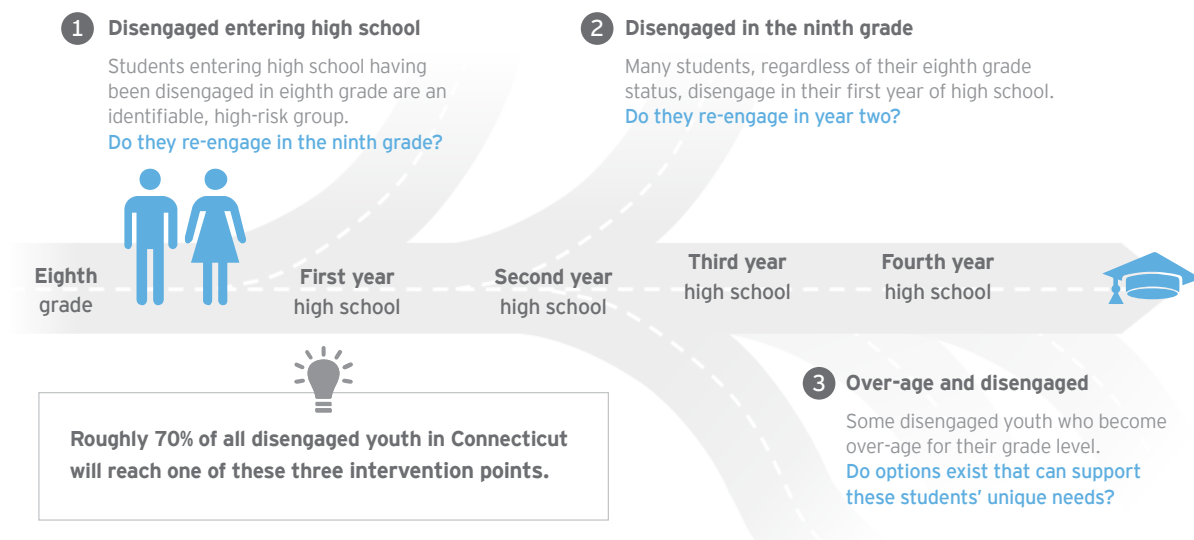 1 Disengaged entering high school
Students entering high school having
been disengaged in eighth grade are an
identifiable, high-risk group.
Do they re-engage in the ninth grade?
2 Disengaged in the ninth grade
Many students, regardless of their eighth grade
status, disengage in their first year of high school.
Do they re-engage in year two?
Eighth
grade
First year
high school
Second year
high school
Third year
high school
Fourth year
high school
Roughly 70% of all disengaged youth in Connecticut
will reach one of these three intervention points.
3 Over-age and disengaged
Some disengaged youth who become
over-age for their grade level.
Do options exist that can support
these students’ unique needs?